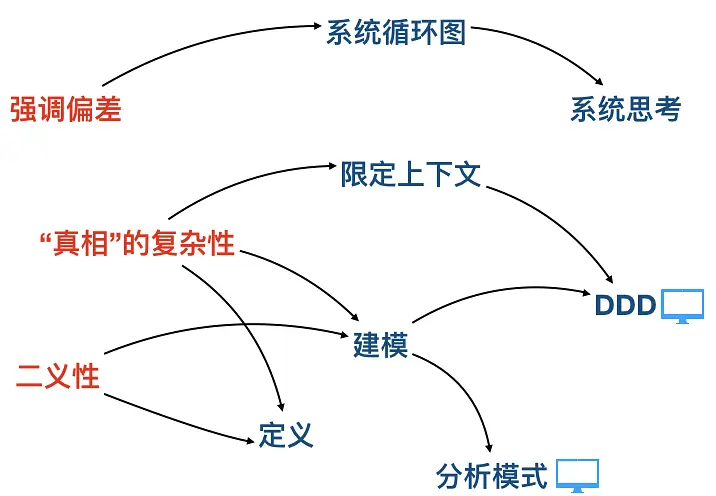 系统循环图
强调偏差
系统思考
限定上下文
“真相”的复杂性
DDD
建模
二义性
定义
分析模式